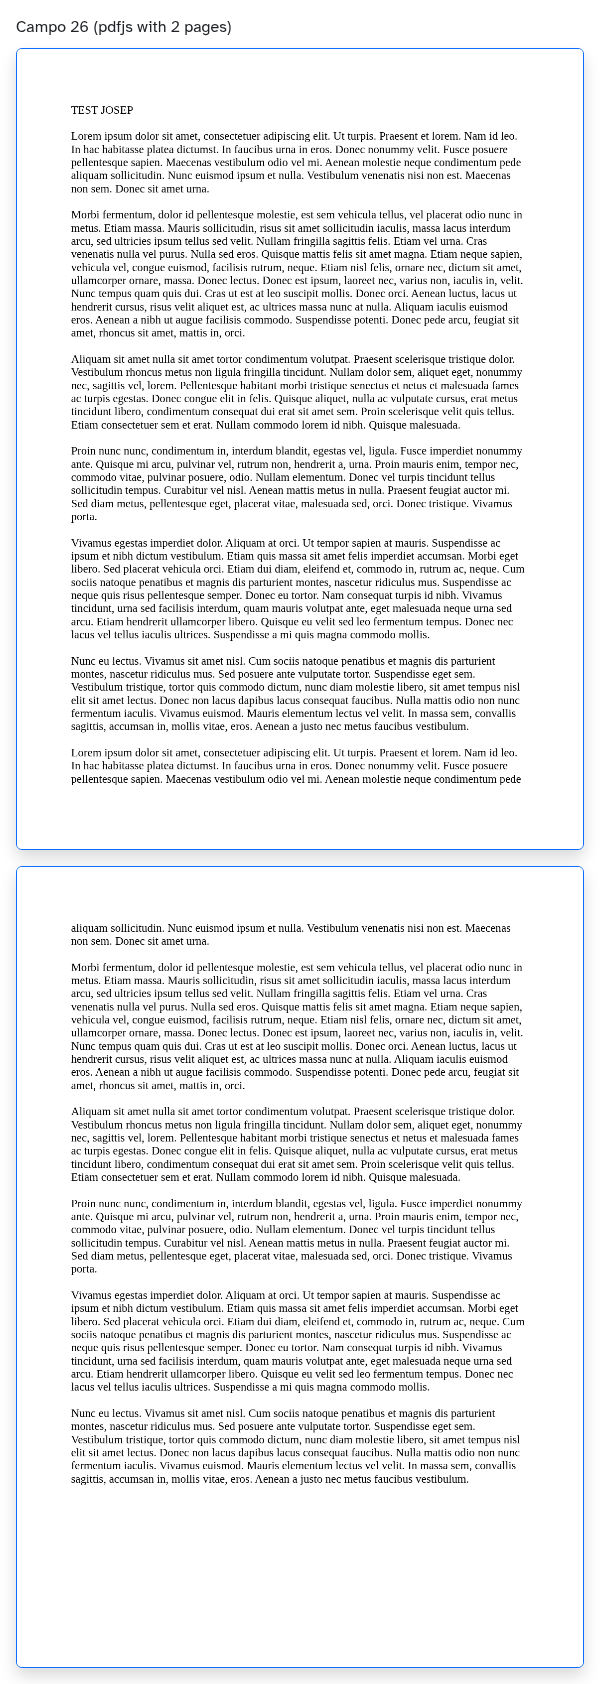 Campo 26 (pdfjs with 2 pages)
TEST JOSEP
Lorem ipsum dolor sit amet, consectetuer adipiscing elit. Ut turpis. Praesent et lorem. Nam id leo.
In hac habitasse platea dictumst. In faucibus urna in eros. Donec nonummy velit. Fusce posuere
pellentesque sapien. Maecenas vestibulum odio vel mi. Aenean molestie neque condimentum pede
aliquam sollicitudin. Nunc euismod ipsum et nulla. Vestibulum venenatis nisi non est. Maecenas
non sem. Donec sit amet urna.
Morbi fermentum, dolor id pellentesque molestie, est sem vehicula tellus, vel placerat odio nunc in
metus. Etiam massa. Mauris sollicitudin, risus sit amet sollicitudin iaculis, massa lacus interdum
arcu, sed ultricies ipsum tellus sed velit. Nullam fringilla sagittis felis. Etiam vel urna. Cras
venenatis nulla vel purus. Nulla sed eros. Quisque mattis felis sit amet magna. Etiam neque sapien,
vehicula vel, congue euismod, facilisis rutrum, neque. Etiam nisl felis, ornare nec, dictum sit amet,
ullamcorper ornare, massa. Donec lectus. Donec est ipsum, laoreet nec, varius non, iaculis in, velit.
Nunc tempus quam quis dui. Cras ut est at leo suscipit mollis. Donec orci. Aenean luctus, lacus ut
hendrerit cursus, risus velit aliquet est, ac ultrices massa nunc at nulla. Aliquam iaculis euismod
eros. Aenean a nibh ut augue facilisis commodo. Suspendisse potenti. Donec pede arcu, feugiat sit
amet, rhoncus sit amet, mattis in, orci.
Aliquam sit amet nulla sit amet tortor condimentum volutpat. Praesent scelerisque tristique dolor.
Vestibulum rhoncus metus non ligula fringilla tincidunt. Nullam dolor sem, aliquet eget, nonummy
nec, sagittis vel, lorem. Pellentesque habitant morbi tristique senectus et netus et malesuada fames
ac turpis egestas. Donec congue elit in felis. Quisque aliquet, nulla ac vulputate cursus, erat metus
tincidunt libero, condimentum consequat dui erat sit amet sem. Proin scelerisque velit quis tellus.
Etiam consectetuer sem et erat. Nullam commodo lorem id nibh. Quisque malesuada.
Proin nunc nunc, condimentum in, interdum blandit, egestas vel, ligula. Fusce imperdiet nonummy
ante. Quisque mi arcu, pulvinar vel, rutrum non, hendrerit a, urna. Proin mauris enim, tempor nec,
commodo vitae, pulvinar posuere, odio. Nullam elementum. Donec vel turpis tincidunt tellus
sollicitudin tempus. Curabitur vel nisl. Aenean mattis metus in nulla. Praesent feugiat auctor mi.
Sed diam metus, pellentesque eget, placerat vitae, malesuada sed, orci. Donec tristique. Vivamus
porta.
Vivamus egestas imperdiet dolor. Aliquam at orci. Ut tempor sapien at mauris. Suspendisse ac
ipsum et nibh dictum vestibulum. Etiam quis massa sit amet felis imperdiet accumsan. Morbi eget
libero. Sed placerat vehicula orci. Etiam dui diam, eleifend et, commodo in, rutrum ac, neque. Cum
sociis natoque penatibus et magnis dis parturient montes, nascetur ridiculus mus. Suspendisse ac
neque quis risus pellentesque semper. Donec eu tortor. Nam consequat turpis id nibh. Vivamus
tincidunt, urna sed facilisis interdum, quam mauris volutpat ante, eget malesuada neque urna sed
arcu. Etiam hendrerit ullamcorper libero. Quisque eu velit sed leo fermentum tempus. Donec nec
lacus vel tellus iaculis ultrices. Suspendisse a mi quis magna commodo mollis.
Nunc eu lectus. Vivamus sit amet nisl. Cum sociis natoque penatibus et magnis dis parturient
montes, nascetur ridiculus mus. Sed posuere ante vulputate tortor. Suspendisse eget sem.
Vestibulum tristique, tortor quis commodo dictum, nunc diam molestie libero, sit amet tempus nisl
elit sit amet lectus. Donec non lacus dapibus lacus consequat faucibus. Nulla mattis odio non nunc
fermentum iaculis. Vivamus euismod. Mauris elementum lectus vel velit. In massa sem, convallis
sagittis, accumsan in, mollis vitae, eros. Aenean a justo nec metus faucibus vestibulum.
Lorem ipsum dolor sit amet, consectetuer adipiscing elit. Ut turpis. Praesent et lorem. Nam id leo.
In hac habitasse platea dictumst. In faucibus urna in eros. Donec nonummy velit. Fusce posuere
pellentesque sapien. Maecenas vestibulum odio vel mi. Aenean molestie neque condimentum pede
aliquam sollicitudin. Nunc euismod ipsum et nulla. Vestibulum venenatis nisi non est. Maecenas
non sem. Donec sit amet urna.
Morbi fermentum, dolor id pellentesque molestie, est sem vehicula tellus, vel placerat odio nunc in
metus. Etiam massa. Mauris sollicitudin, risus sit amet sollicitudin iaculis, massa lacus interdum
arcu, sed ultricies ipsum tellus sed velit. Nullam fringilla sagittis felis. Etiam vel urna. Cras
venenatis nulla vel purus. Nulla sed eros. Quisque mattis felis sit amet magna. Etiam neque sapien,
vehicula vel, congue euismod, facilisis rutrum, neque. Etiam nisl felis, ornare nec, dictum sit amet,
ullamcorper ornare, massa. Donec lectus. Donec est ipsum, laoreet nec, varius non, iaculis in, velit.
Nunc tempus quam quis dui. Cras ut est at leo suscipit mollis. Donec orci. Aenean luctus, lacus ut
hendrerit cursus, risus velit aliquet est, ac ultrices massa nunc at nulla. Aliquam iaculis euismod
eros. Aenean a nibh ut augue facilisis commodo. Suspendisse potenti. Donec pede arcu, feugiat sit
amet, rhoncus sit amet, mattis in, orci.
Aliquam sit amet nulla sit amet tortor condimentum volutpat. Praesent scelerisque tristique dolor.
Vestibulum rhoncus metus non ligula fringilla tincidunt. Nullam dolor sem, aliquet eget, nonummy
nec, sagittis vel, lorem. Pellentesque habitant morbi tristique senectus et netus et malesuada fames
ac turpis egestas. Donec congue elit in felis. Quisque aliquet, nulla ac vulputate cursus, erat metus
tincidunt libero, condimentum consequat dui erat sit amet sem. Proin scelerisque velit quis tellus.
Etiam consectetuer sem et erat. Nullam commodo lorem id nibh. Quisque malesuada.
Proin nunc nunc, condimentum in, interdum blandit, egestas vel, ligula. Fusce imperdiet nonummy
ante. Quisque mi arcu, pulvinar vel, rutrum non, hendrerit a, urna. Proin mauris enim, tempor nec,
commodo vitae, pulvinar posuere, odio. Nullam elementum. Donec vel turpis tincidunt tellus
sollicitudin tempus. Curabitur vel nisl. Aenean mattis metus in nulla. Praesent feugiat auctor mi.
Sed diam metus, pellentesque eget, placerat vitae, malesuada sed, orci. Donec tristique. Vivamus
porta.
Vivamus egestas imperdiet dolor. Aliquam at orci. Ut tempor sapien at mauris. Suspendisse ac
ipsum et nibh dictum vestibulum. Etiam quis massa sit amet felis imperdiet accumsan. Morbi eget
libero. Sed placerat vehicula orci. Etiam dui diam, eleifend et, commodo in, rutrum ac, neque. Cum
sociis natoque penatibus et magnis dis parturient montes, nascetur ridiculus mus. Suspendisse ac
neque quis risus pellentesque semper. Donec eu tortor. Nam consequat turpis id nibh. Vivamus
tincidunt, urna sed facilisis interdum, quam mauris volutpat ante, eget malesuada neque urna sed
arcu. Etiam hendrerit ullamcorper libero. Quisque eu velit sed leo fermentum tempus. Donec nec
lacus vel tellus iaculis ultrices. Suspendisse a mi quis magna commodo mollis.
Nunc eu lectus. Vivamus sit amet nisl. Cum sociis natoque penatibus et magnis dis parturient
montes, nascetur ridiculus mus. Sed posuere ante vulputate tortor. Suspendisse eget sem.
Vestibulum tristique, tortor quis commodo dictum, nunc diam molestie libero, sit amet tempus nisl
elit sit amet lectus. Donec non lacus dapibus lacus consequat faucibus. Nulla mattis odio non nunc
fermentum iaculis. Vivamus euismod. Mauris elementum lectus vel velit. In massa sem, convallis
sagittis, accumsan in, mollis vitae, eros. Aenean a justo nec metus faucibus vestibulum.